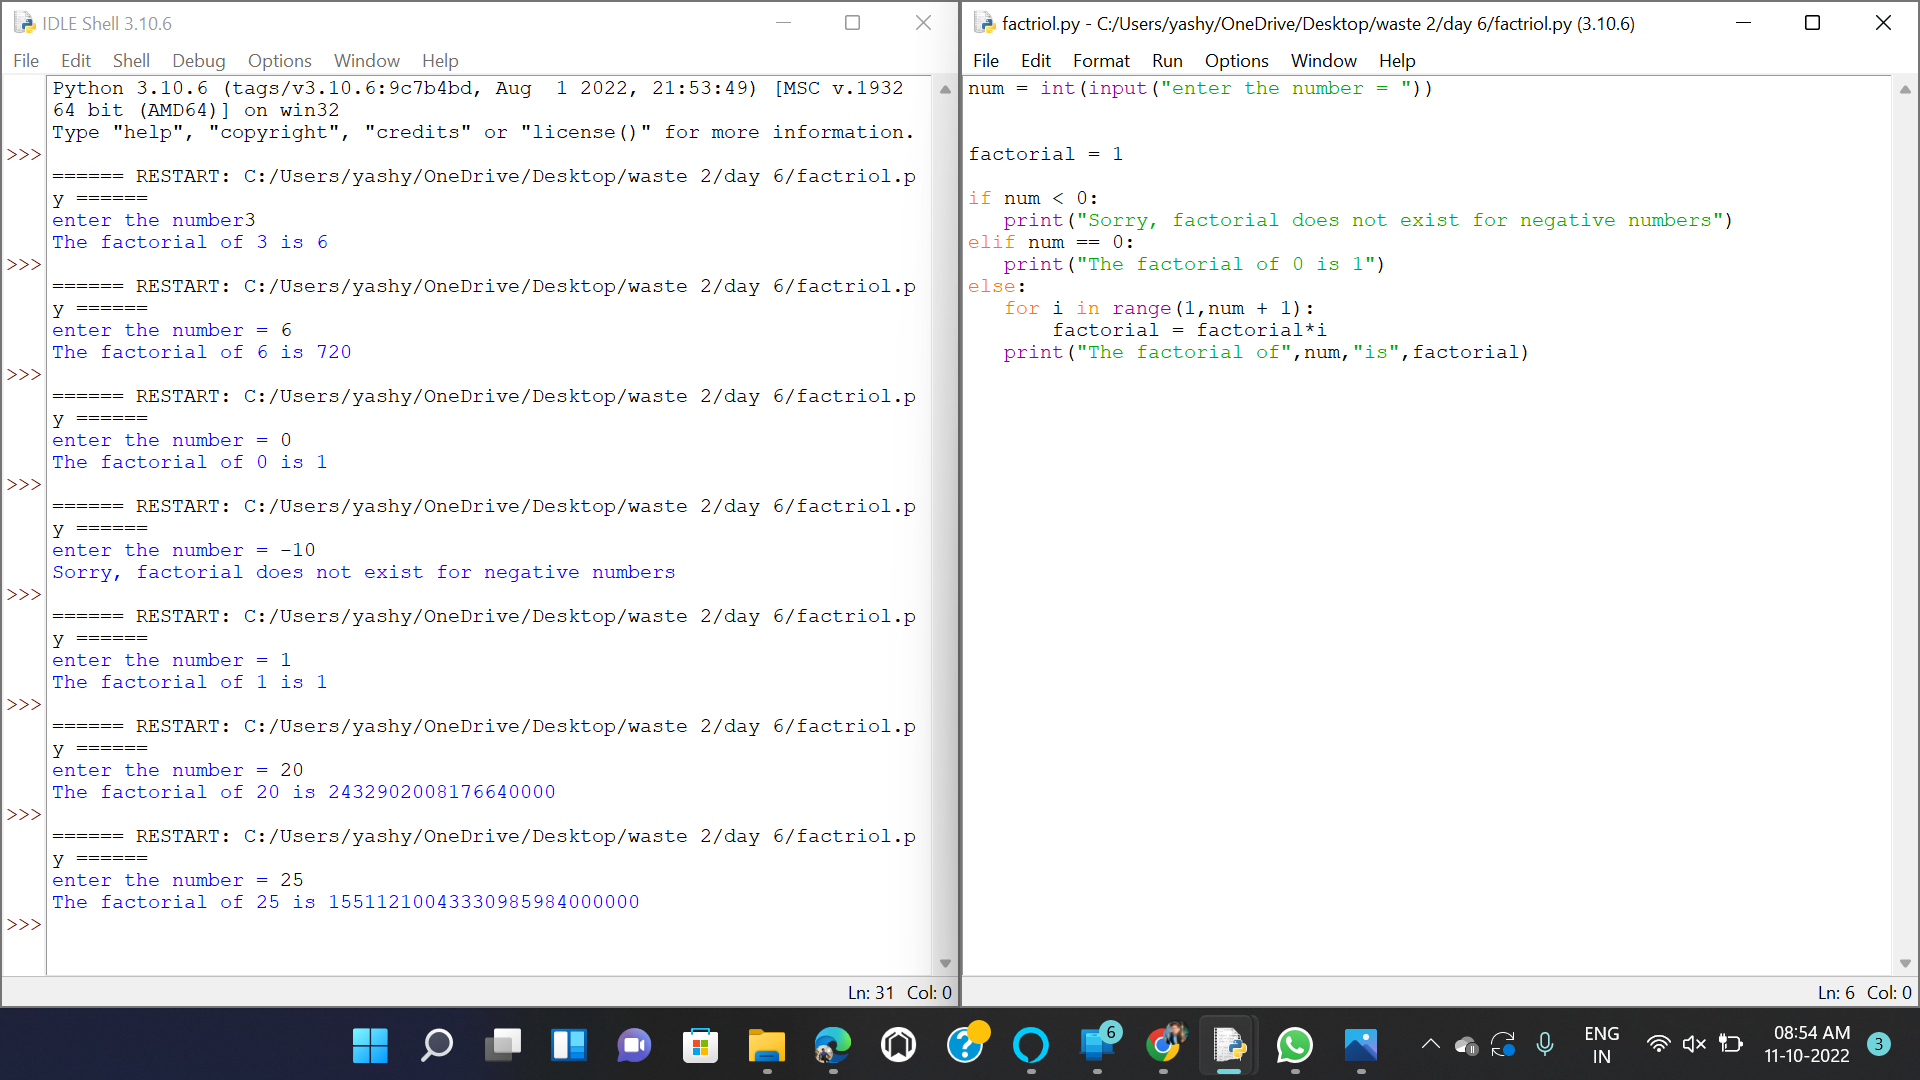 IDLE Shell 3.10.6
File Edit Shell Debug Options Window Help
Python 3.10.6 (tags/v3.10.6:9c7b4bd, Aug  1 2022, 21:53:49) [MSC v.1932
64 bit (AMD64)] on win32
Type "help", "copyright", "credits" or "license()" for more information.
>>>
====== RESTART: C:/Users/yashy/OneDrive/Desktop/waste 2/day 6/factriol.p
y ======
enter the number3
The factorial of 3 is 6
>>>
====== RESTART: C:/Users/yashy/OneDrive/Desktop/waste 2/day 6/factriol.p
y ======
enter the number = 6
The factorial of 6 is 720
>>>
====== RESTART: C:/Users/yashy/OneDrive/Desktop/waste 2/day 6/factriol.p
y ======
enter the number = 0
The factorial of 0 is 1
>>>
====== RESTART: C:/Users/yashy/OneDrive/Desktop/waste 2/day 6/factriol.p
y ======
enter the number = -10
Sorry, factorial does not exist for negative numbers
>>>
====== RESTART: C:/Users/yashy/OneDrive/Desktop/waste 2/day 6/factriol.p
y ======
enter the number = 1
The factorial of 1 is 1
>>>
====== RESTART: C:/Users/yashy/OneDrive/Desktop/waste 2/day 6/factriol.p
y ======
enter the number = 20
The factorial of 20 is 2432902008176640000
>>>
====== RESTART: C:/Users/yashy/OneDrive/Desktop/waste 2/day 6/factriol.p
y ======
enter the number = 25
The factorial of 25 is 15511210043330985984000000
>>>
Ln: 31 Col: 0
factriol.py - C:/Users/yashy/OneDrive/Desktop/waste 2/day 6/factriol.py (3.10.6)
File Edit Format Run Options Window Help
num = int(input("enter the number = "))
factorial = 1
if num < 0:
   print("Sorry, factorial does not exist for negative numbers")
elif num == 0:
   print("The factorial of 0 is 1")
else:
   for i in range(1,num + 1):
       factorial = factorial*i
   print("The factorial of",num,"is",factorial)
Ln: 6 Col: 0
6
ENG
IN
08:54 AM
11-10-2022
3